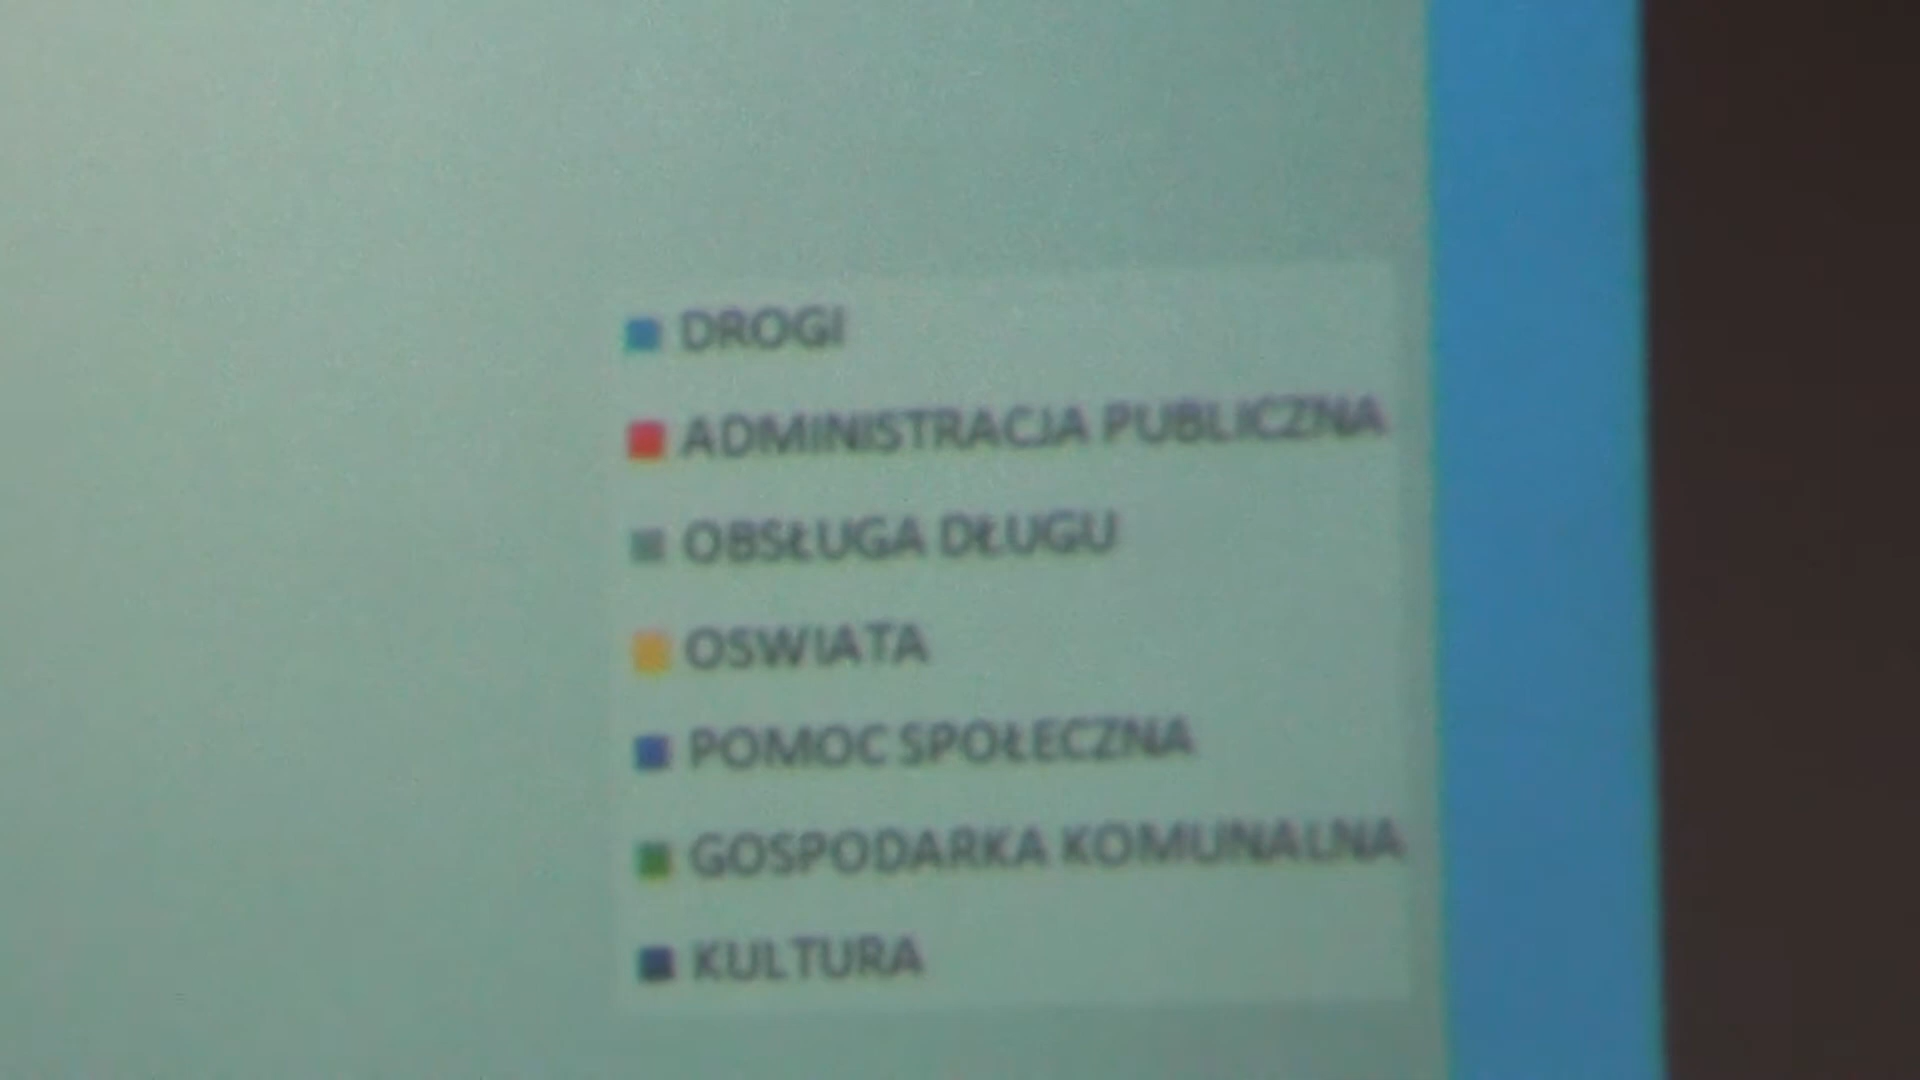 DROGI
ADMINISTRACJA PUBLICZNA
OBSŁUGA DŁUGU
OSWIATA
POMOC SPOŁECZNA
GOSPODARKA KOMUNALNA
KULTURA